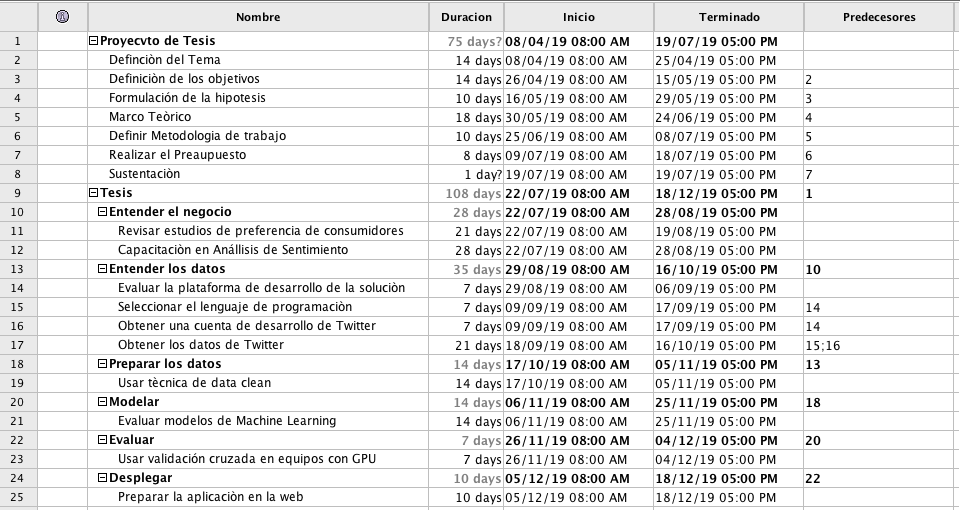 Nombre Duracion Inicio Terminado Predecesores
1 Proyecvto de Tesis 75 days? 08/04/19 08:00 AM 19/07/19 05:00 PM
2 Definciòn del Tema 14 days 08/04/19 08:00 AM 25/04/19 05:00 PM
3 Definiciòn de los objetivos 14 days 26/04/19 08:00 AM 15/05/19 05:00 PM 2
4 Formulación de la hipotesis 10 days 16/05/19 08:00 AM 29/05/19 05:00 PM 3
5 Marco Teòrico 18 days 30/05/19 08:00 AM 24/06/19 05:00 PM 4
6 Definir Metodologia de trabajo 10 days 25/06/19 08:00 AM 08/07/19 05:00 PM 5
7 Realizar el Preaupuesto 8 days 09/07/19 08:00 AM 18/07/19 05:00 PM 6
8 Sustentaciòn 1 day? 19/07/19 08:00 AM 19/07/19 05:00 PM 7
9 Tesis 108 days 22/07/19 08:00 AM 18/12/19 05:00 PM 1
10 Entender el negocio 28 days 22/07/19 08:00 AM 28/08/19 05:00 PM
11 Revisar estudios de preferencia de consumidores 21 days 22/07/19 08:00 AM 19/08/19 05:00 PM
12 Capacitaciòn en Anállisis de Sentimiento 28 days 22/07/19 08:00 AM 28/08/19 05:00 PM
13 Entender los datos 35 days 29/08/19 08:00 AM 16/10/19 05:00 PM 10
14 Evaluar la plataforma de desarrollo de la soluciòn 7 days 29/08/19 08:00 AM 06/09/19 05:00 PM
15 Seleccionar el lenguaje de programaciòn 7 days 09/09/19 08:00 AM 17/09/19 05:00 PM 14
16 Obtener una cuenta de desarrollo de Twitter 7 days 09/09/19 08:00 AM 17/09/19 05:00 PM 14
17 Obtener los datos de Twitter 21 days 18/09/19 08:00 AM 16/10/19 05:00 PM 15;16
18 Preparar los datos 14 days 17/10/19 08:00 AM 05/11/19 05:00 PM 13
19 Usar tècnica de data clean 14 days 17/10/19 08:00 AM 05/11/19 05:00 PM
20 Modelar 14 days 06/11/19 08:00 AM 25/11/19 05:00 PM 18
21 Evaluar modelos de Machine Learning 14 days 06/11/19 08:00 AM 25/11/19 05:00 PM
22 Evaluar 7 days 26/11/19 08:00 AM 04/12/19 05:00 PM 20
23 Usar validación cruzada en equipos con GPU 7 days 26/11/19 08:00 AM 04/12/19 05:00 PM
24 Desplegar 10 days 05/12/19 08:00 AM 18/12/19 05:00 PM 22
25 Preparar la aplicaciòn en la web 10 days 05/12/19 08:00 AM 18/12/19 05:00 PM